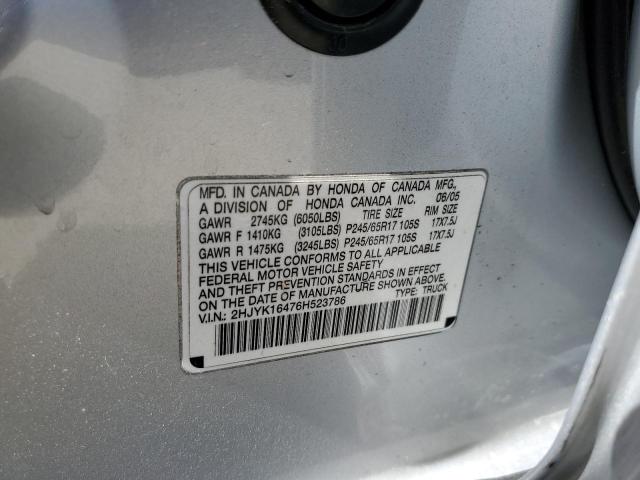 MFD. IN CANADA BY HONDA OF CANADA MFG.,
A DIVISION OF HONDA CANADA INC. 06/05
GAWR 2745KG (6050LBS) TIRE SIZE RIM SIZE
GAWR F 1410KG (3105LBS) P245/65R17 105S 17X7.5J
GAWR R 1475KG (3245LBS) P245/65R17 105S 17X7.5J
THIS VEHICLE CONFORMS TO ALL APPLICABLE
FEDERAL MOTOR VEHICLE SAFETY
AND THEFT PREVENTION STANDARDS IN EFFECT
ON THE DATE OF MANUFACTURE SHOWN ABOVE.
V.I.N.: 2HJYK16476H523786 TYPE: TRUCK